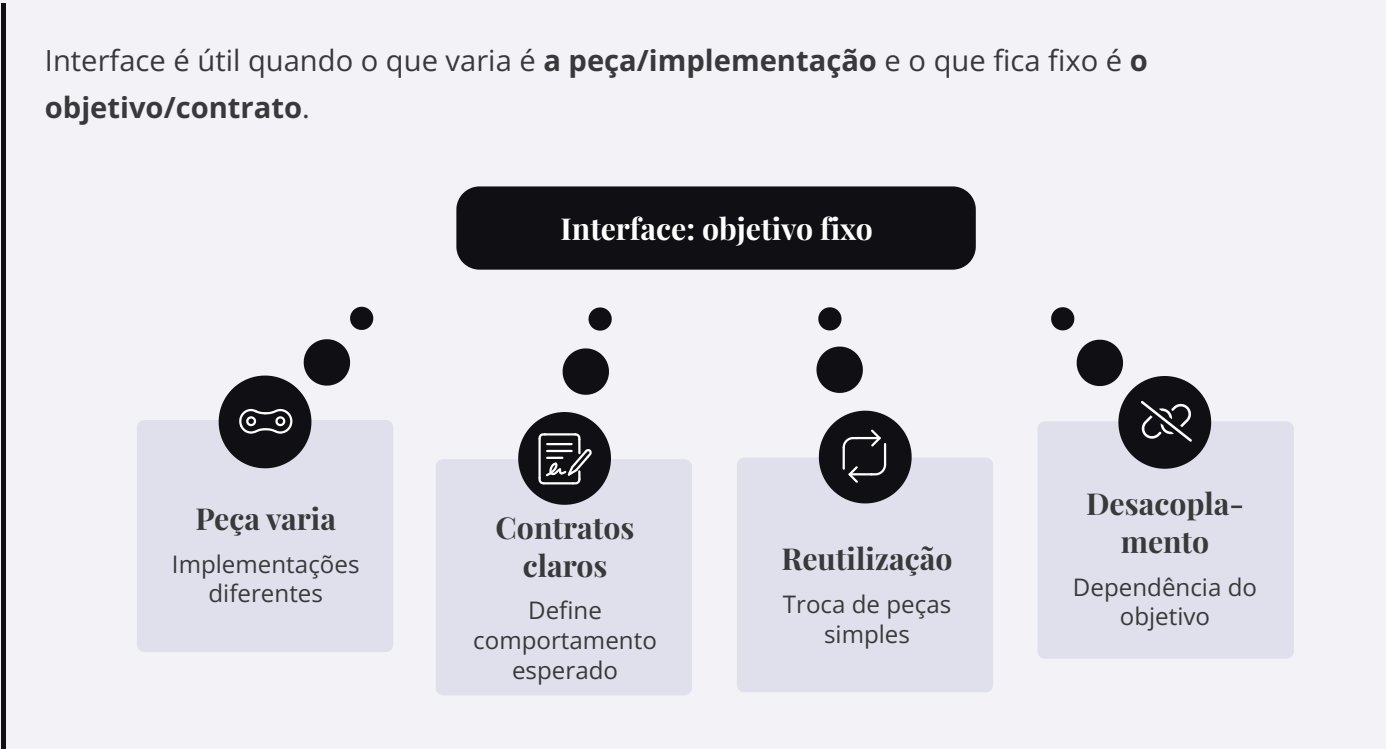 Interface é útil quando o que varia é a peça/implementação e o que fica fixo é o
objetivo/contrato.
Interface: objetivo fixo
Peça varia
Implementações
diferentes
Contratos
claros
Define
comportamento
esperado
Reutilização
Troca de peças
simples
Desacopla-
mento
Dependência do
objetivo